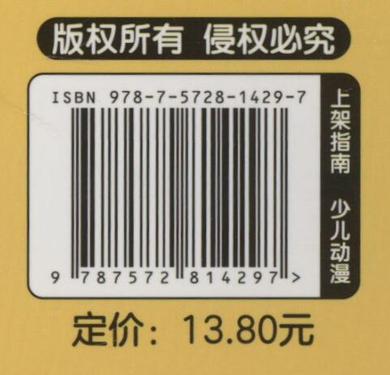 版权所有 侵权必究
ISBN 978-7-5728-1429-7
上架指南 少儿动漫
9 787572 814297 >
定价：13.80元